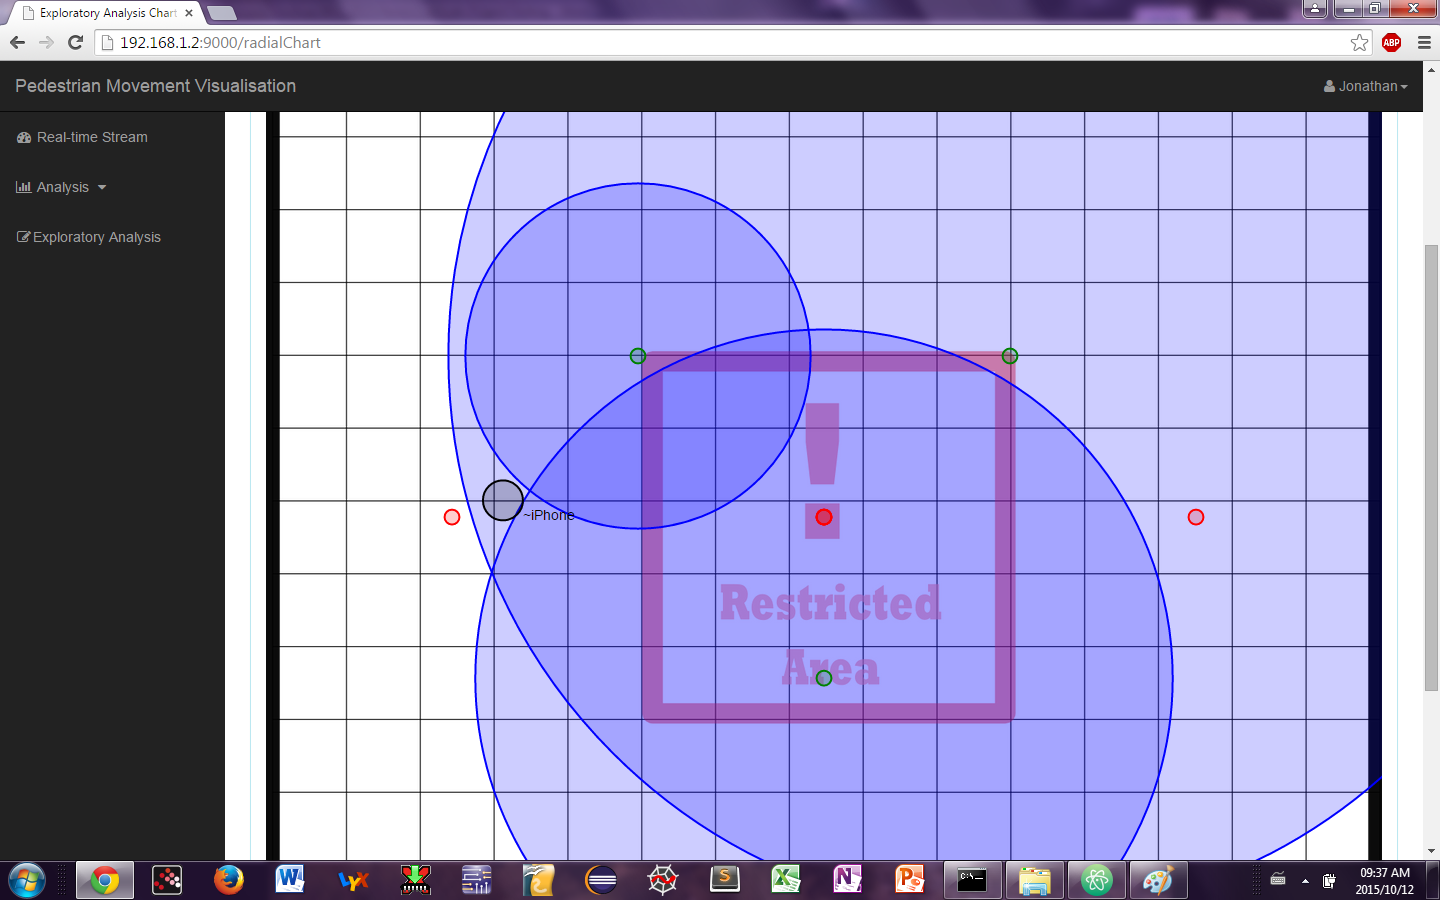 Exploratory Analysis Chart
192.168.1.2:9000/radialChart
ABP
Pedestrian Movement Visualisation
Jonathan
Real-time Stream
Analysis
Exploratory Analysis
!
~iPhone
Restricted
Area
09:37 AM
2015/10/12